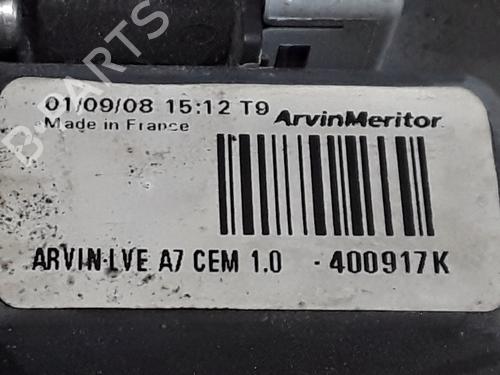 01/09/08 15:12 T9
Made in France
ArvinMeritor
ARVIN-LVE A7 CEM 1.0 - 400917K
B-PARTS